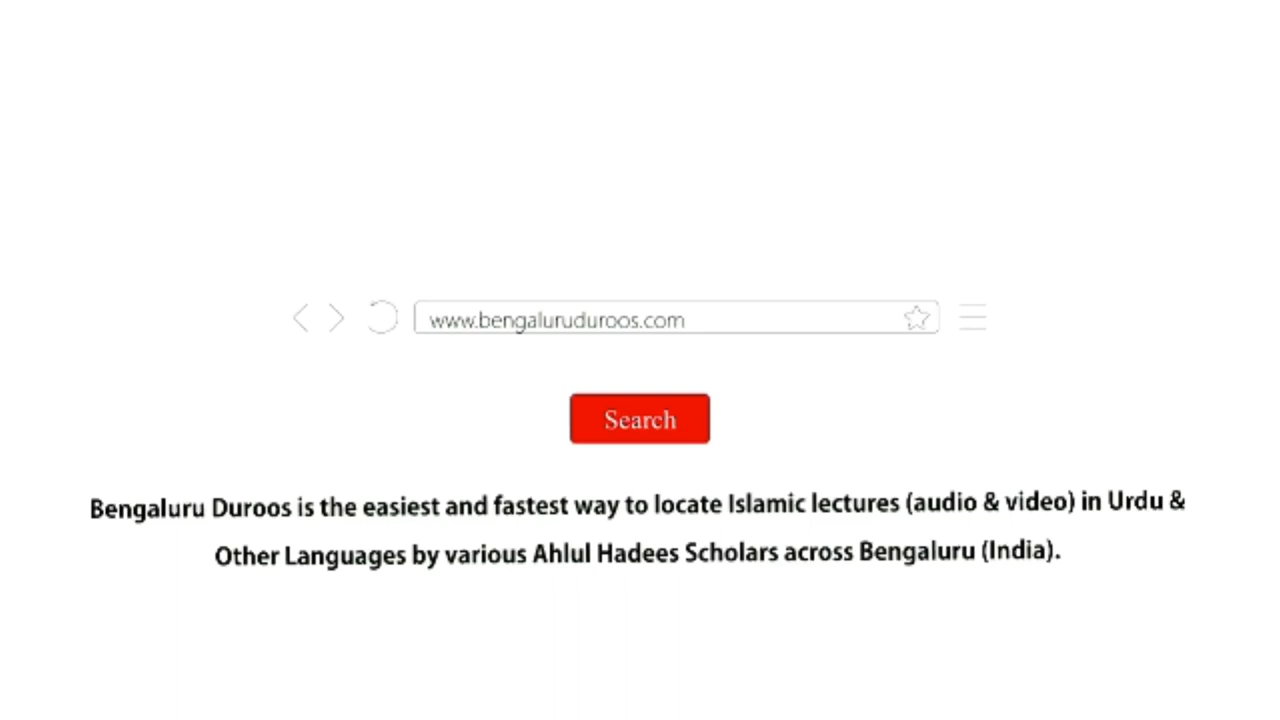 www.bengaluruduroos.com
Search
Bengaluru Duroos is the easiest and fastest way to locate Islamic lectures (audio & video) in Urdu &
Other Languages by various Ahlul Hadees Scholars across Bengaluru (India).